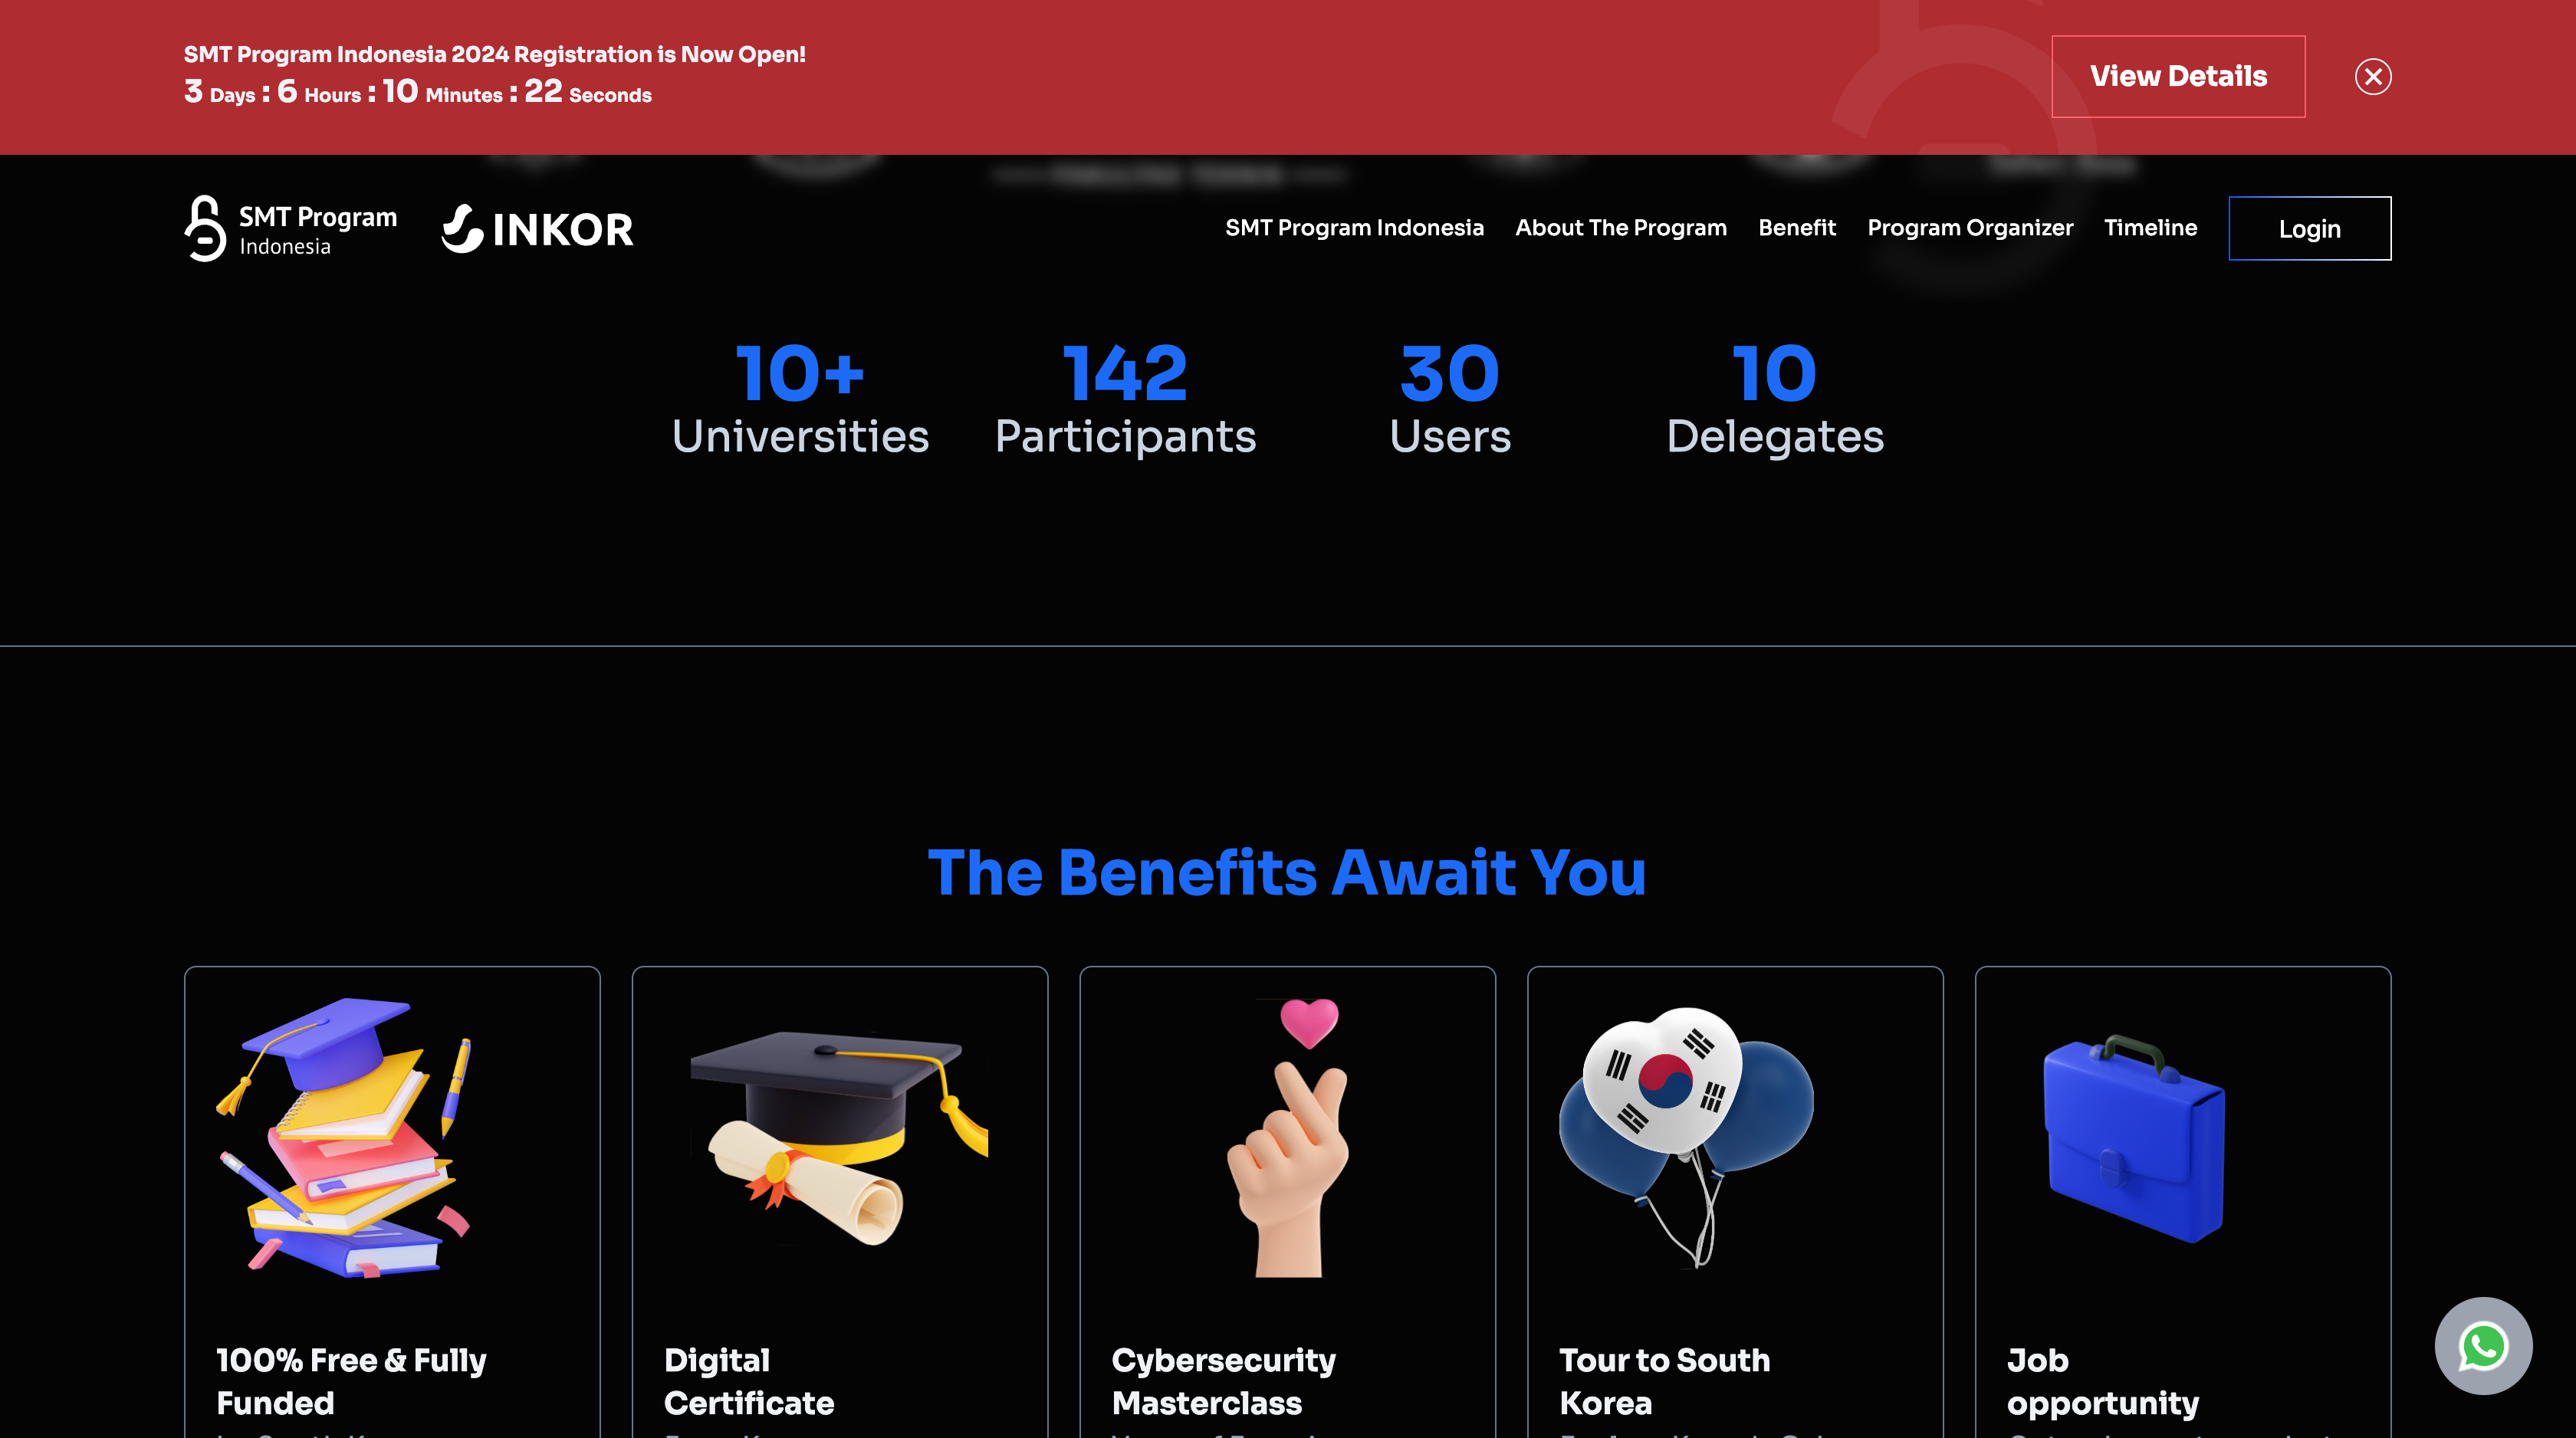 SMT Program Indonesia 2024 Registration is Now Open!
3 Days : 6 Hours : 10 Minutes : 22 Seconds
View Details
SMT Program
Indonesia
INKOR
SMT Program Indonesia
About The Program
Benefit
Program Organizer
Timeline
Login
10+
Universities
142
Participants
30
Users
10
Delegates
The Benefits Await You
100% Free & Fully
Funded
Digital
Certificate
Cybersecurity
Masterclass
Tour to South
Korea
Job
opportunity